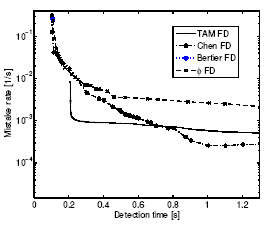 10⁻¹
10⁻²
10⁻³
10⁻⁴
Mistake rate [1/s]
TAM FD
Chen FD
Bertier FD
ϕ FD
0 0.2 0.4 0.6 0.8 1 1.2
Detection time [s]